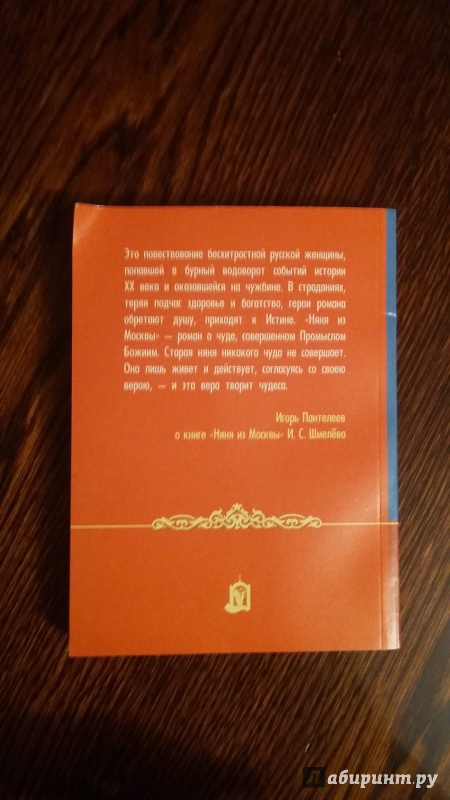 Это повествование бесхитростной русской женщины,
попавшей в бурный водоворот событий истории
XX века и оказавшейся на чужбине. В страданиях,
теряя подчас здоровье и богатство, герои романа
обретают душу, приходят к Истине. «Няня из
Москвы» — роман о чуде, совершенном Промыслом
Божиим. Старая няня никакого чуда не совершает.
Она лишь живет и действует, согласуясь со своею
верою, — и эта вера творит чудеса.
Игорь Пантелеев
о книге «Няня из Москвы» И. С. Шмелёва
Лабиринт.ру